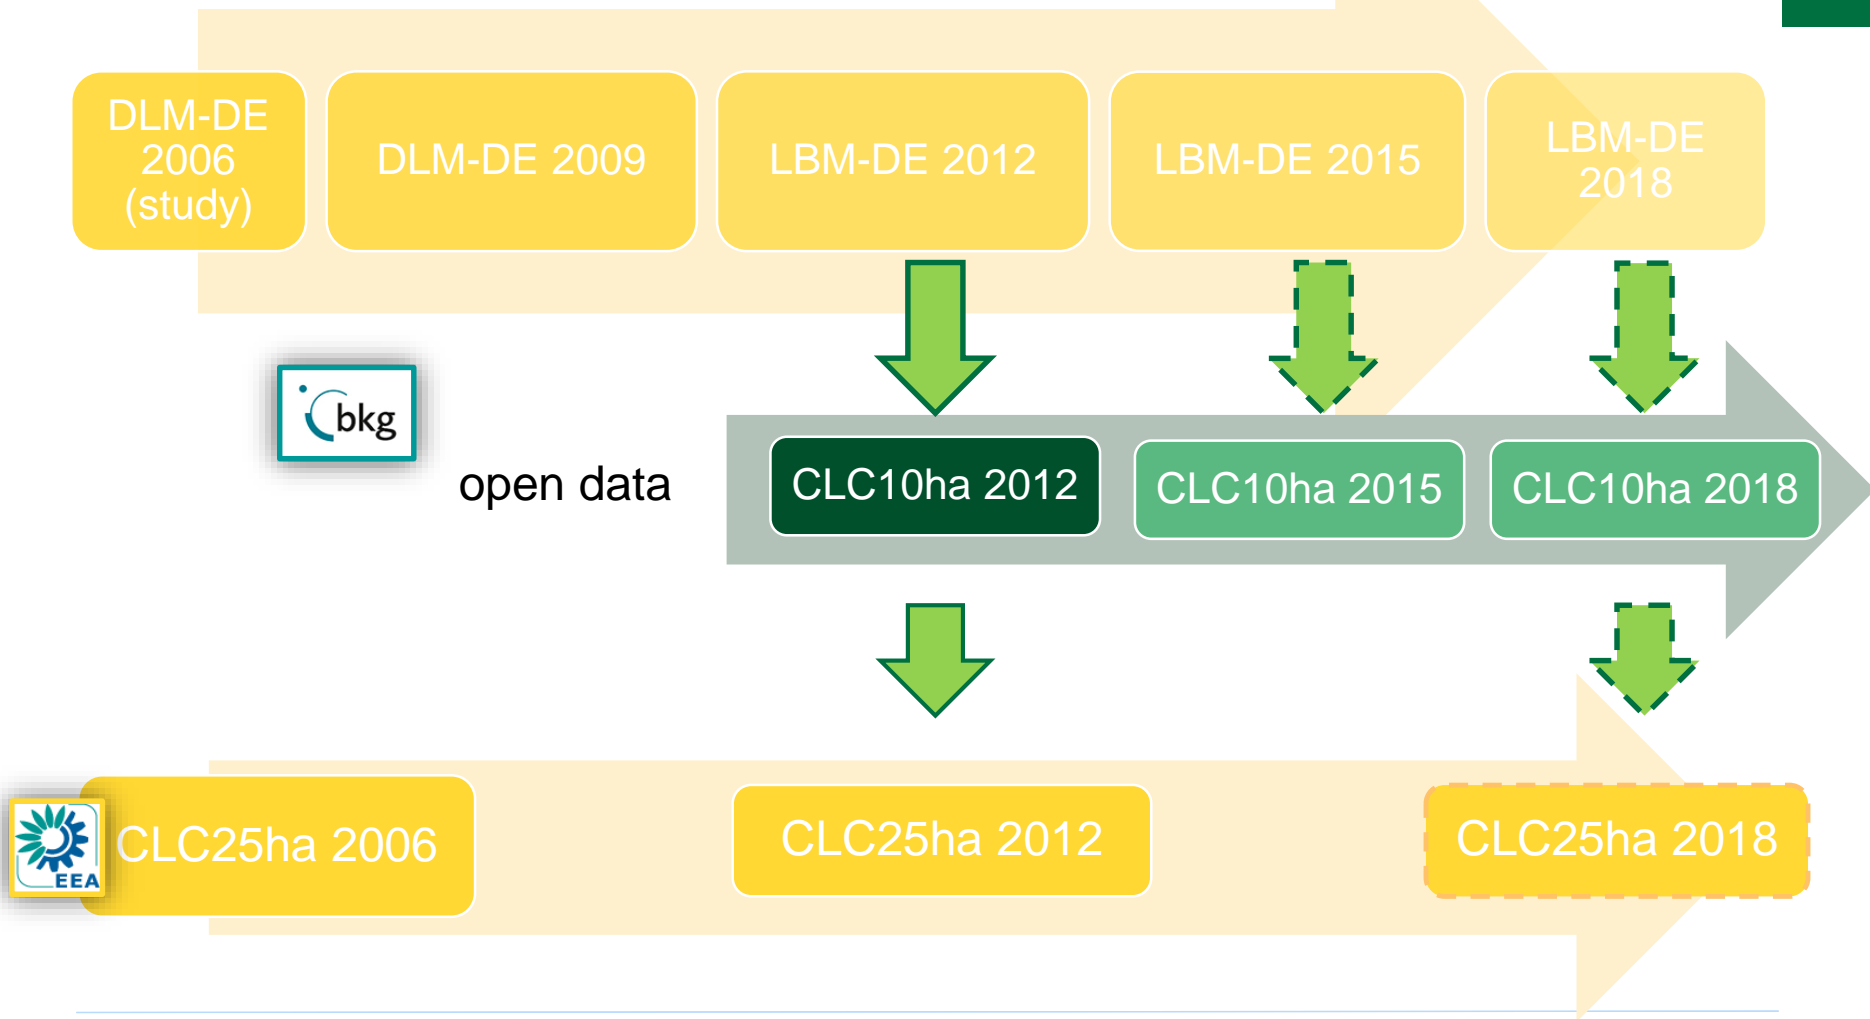 DLM-DE
2006
(study)
DLM-DE 2009
LBM-DE 2012
LBM-DE 2015
LBM-DE
2018
bkg
open data
CLC10ha 2012
CLC10ha 2015
CLC10ha 2018
EEA
CLC25ha 2006
CLC25ha 2012
CLC25ha 2018